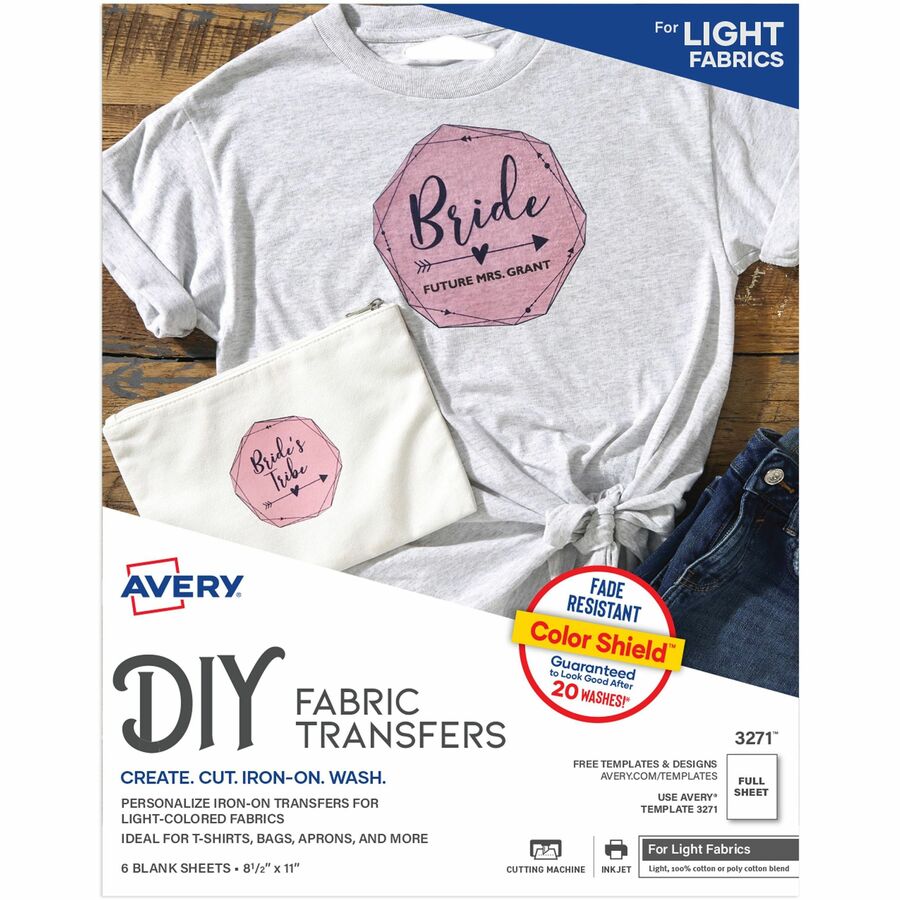 For LIGHT
FABRICS
Bride
FUTURE MRS. GRANT
Bride's
Tribe
AVERY®
FADE
RESISTANT
Color Shield™
Guaranteed
to Look Good After
20 WASHES!*
DIY FABRIC
TRANSFERS
CREATE. CUT. IRON-ON. WASH.
PERSONALIZE IRON-ON TRANSFERS FOR
LIGHT-COLORED FABRICS
IDEAL FOR T-SHIRTS, BAGS, APRONS, AND MORE
6 BLANK SHEETS • 8½" x 11"
3271™
FREE TEMPLATES & DESIGNS
AVERY.COM/TEMPLATES
USE AVERY®
TEMPLATE 3271
FULL
SHEET
CUTTING MACHINE
INKJET
For Light Fabrics
Light, 100% cotton or poly cotton blend